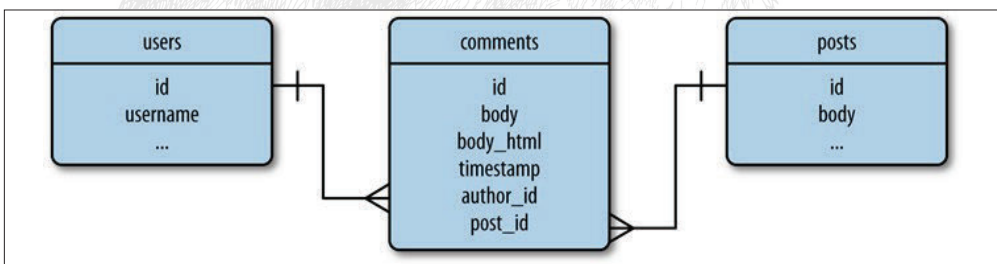 users
id
username
...
comments
id
body
body_html
timestamp
author_id
post_id
posts
id
body
...